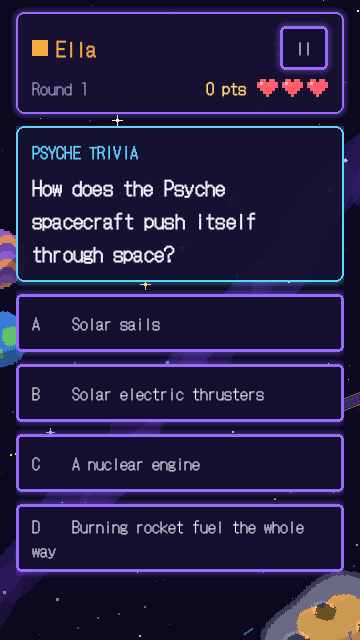 Ella
Round 1
0 pts
PSYCHE TRIVIA
How does the Psyche
spacecraft push itself
through space?
A Solar sails
B Solar electric thrusters
C A nuclear engine
D Burning rocket fuel the whole
way